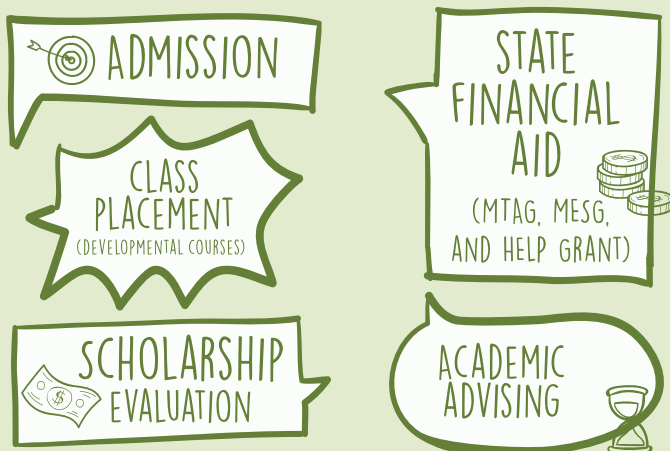 ADMISSION
CLASS
PLACEMENT
(DEVELOPMENTAL COURSES)
SCHOLARSHIP
EVALUATION
STATE
FINANCIAL
AID
(MTAG, MESG,
AND HELP GRANT)
ACADEMIC
ADVISING